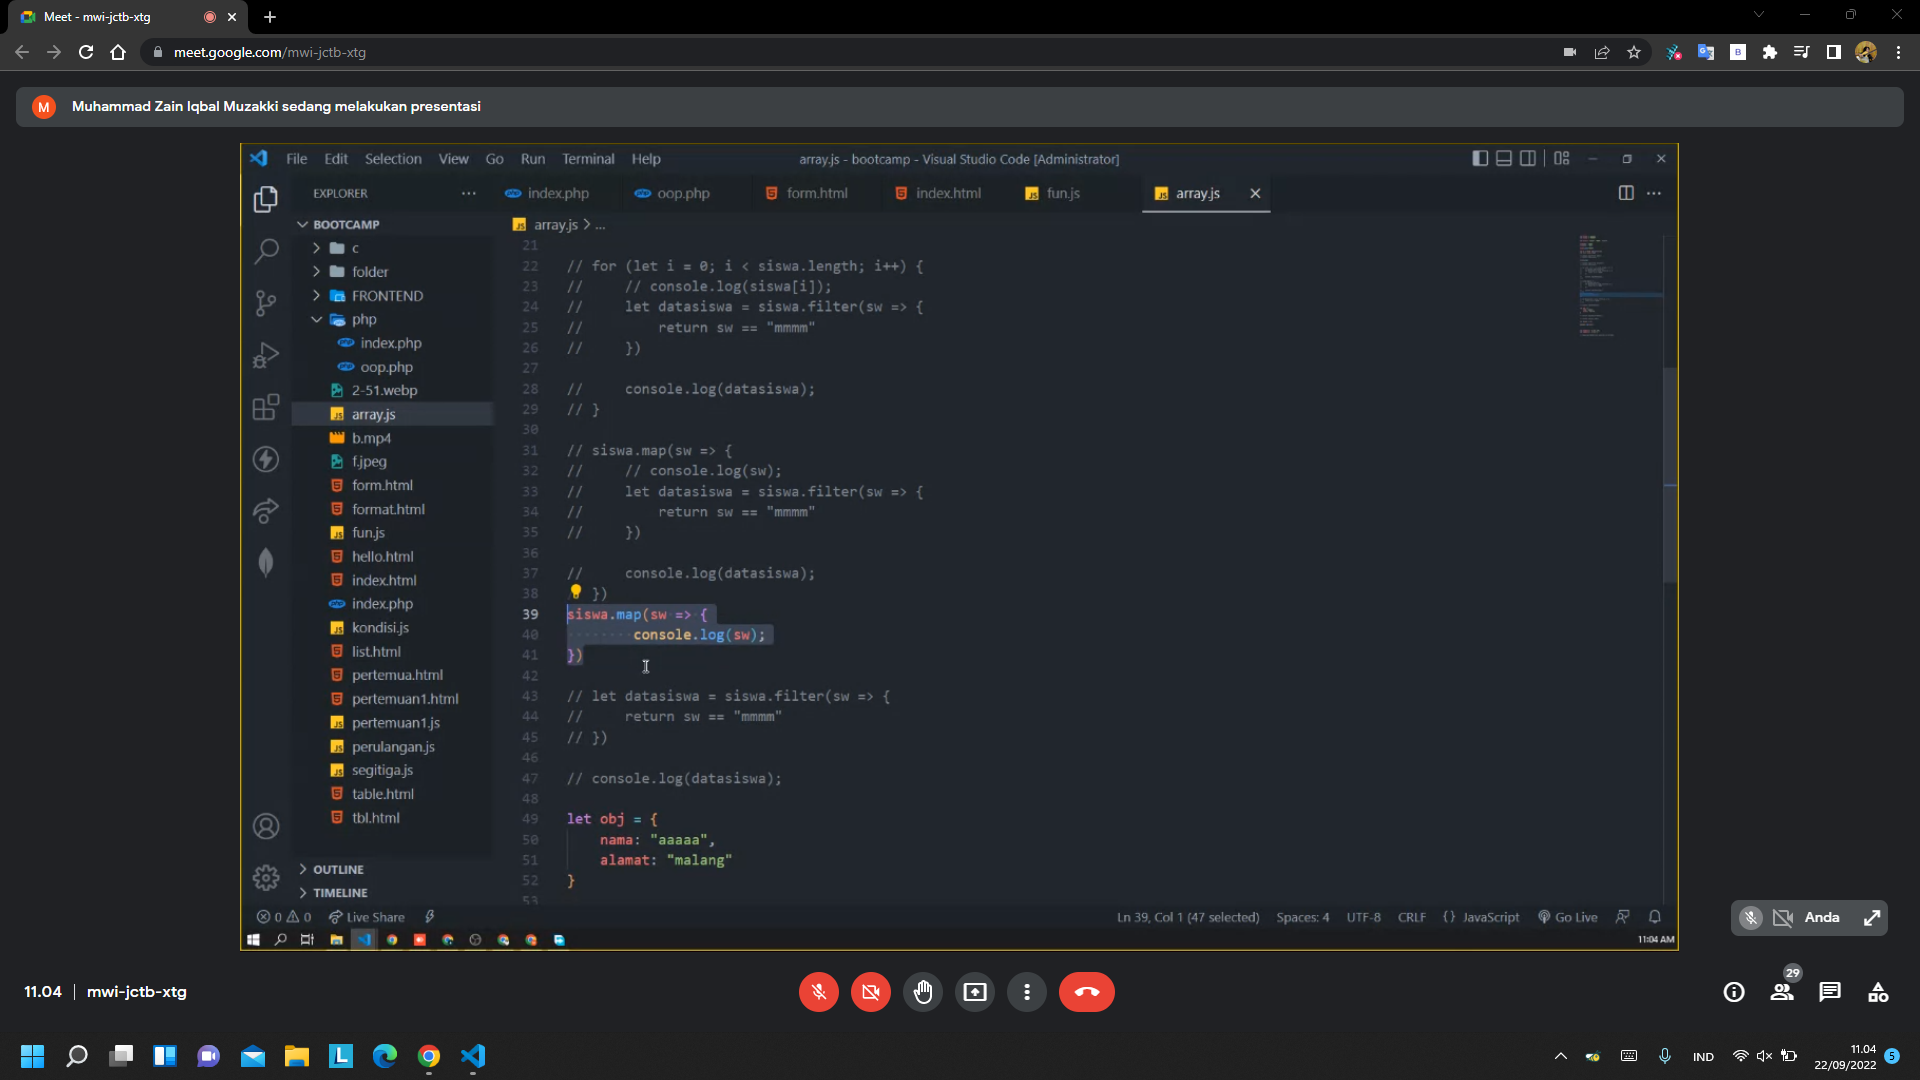 Meet - mwi-jctb-xtg
meet.google.com/mwi-jctb-xtg
M Muhammad Zain Iqbal Muzakki sedang melakukan presentasi
File Edit Selection View Go Run Terminal Help array.js - bootcamp - Visual Studio Code [Administrator]
EXPLORER
index.php oop.php form.html index.html fun.js array.js
BOOTCAMP
c
folder
FRONTEND
php
index.php
oop.php
2-51.webp
array.js
b.mp4
f.jpeg
form.html
format.html
fun.js
hello.html
index.html
index.php
kondisi.js
list.html
pertemua.html
pertemuan1.html
pertemuan1.js
perulangan.js
segitiga.js
table.html
tbl.html
OUTLINE
TIMELINE
array.js > ...
21
22 // for (let i = 0; i < siswa.length; i++) {
23 //     // console.log(siswa[i]);
24 //     let datasiswa = siswa.filter(sw => {
25 //         return sw == "mmmm"
26 //     })
27
28 //     console.log(datasiswa);
29 // }
30
31 // siswa.map(sw => {
32 //     // console.log(sw);
33 //     let datasiswa = siswa.filter(sw => {
34 //         return sw == "mmmm"
35 //     })
36
37 //     console.log(datasiswa);
38 })
39 siswa.map(sw => {
40         console.log(sw);
41 })
42
43 // let datasiswa = siswa.filter(sw => {
44 //     return sw == "mmmm"
45 // })
46
47 // console.log(datasiswa);
48
49 let obj = {
50     nama: "aaaaa",
51     alamat: "malang"
52 }
53
0 0 Live Share Ln 39, Col 1 (47 selected) Spaces: 4 UTF-8 CRLF {} JavaScript Go Live
11:04 AM
Anda
11.04 | mwi-jctb-xtg
29
IND
11.04
22/09/2022
5